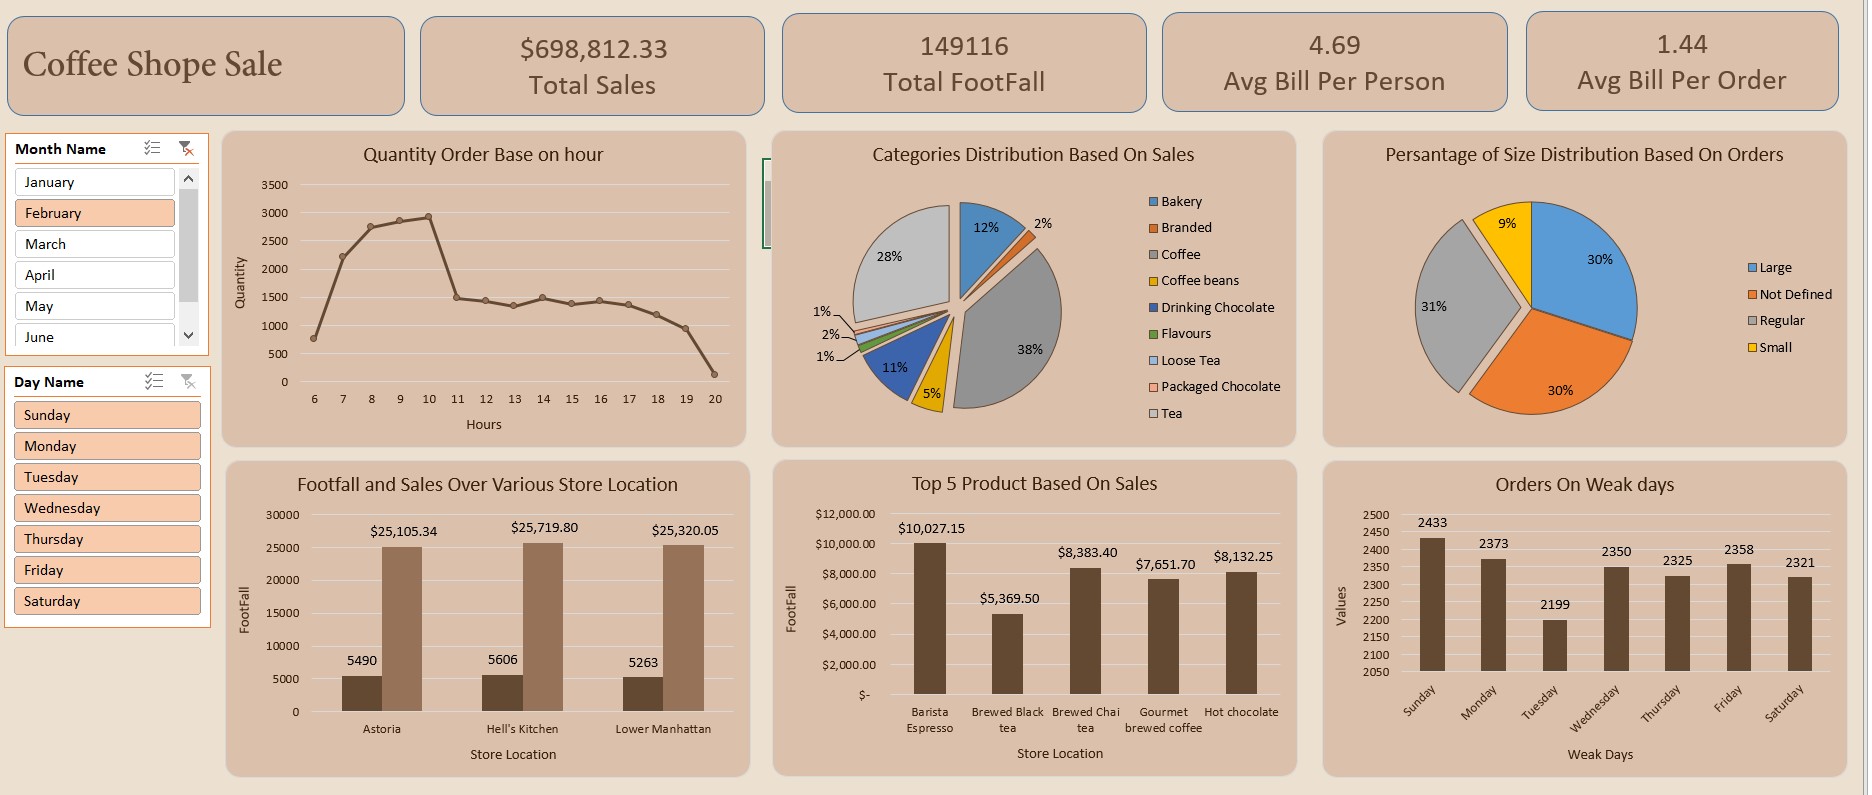 Coffee Shope Sale
$698,812.33
Total Sales
149116
Total FootFall
4.69
Avg Bill Per Person
1.44
Avg Bill Per Order
Month Name
January
February
March
April
May
June
Day Name
Sunday
Monday
Tuesday
Wednesday
Thursday
Friday
Saturday
Quantity Order Base on hour
Quantity
3500
3000
2500
2000
1500
1000
500
0
6 7 8 9 10 11 12 13 14 15 16 17 18 19 20
Hours
Categories Distribution Based On Sales
12%
2%
38%
5%
11%
1%
2%
1%
28%
Bakery
Branded
Coffee
Coffee beans
Drinking Chocolate
Flavours
Loose Tea
Packaged Chocolate
Tea
Persantage of Size Distribution Based On Orders
30%
30%
31%
9%
Large
Not Defined
Regular
Small
Footfall and Sales Over Various Store Location
FootFall
30000
25000
20000
15000
10000
5000
0
$25,105.34
$25,719.80
$25,320.05
5490
5606
5263
Astoria
Hell's Kitchen
Lower Manhattan
Store Location
Top 5 Product Based On Sales
FootFall
$12,000.00
$10,000.00
$8,000.00
$6,000.00
$4,000.00
$2,000.00
$-
$10,027.15
$5,369.50
$8,383.40
$7,651.70
$8,132.25
Barista
Espresso
Brewed Black
tea
Brewed Chai
tea
Gourmet
brewed coffee
Hot chocolate
Store Location
Orders On Weak days
Values
2500
2450
2400
2350
2300
2250
2200
2150
2100
2050
2433
2373
2199
2350
2325
2358
2321
Sunday
Monday
Tuesday
Wednesday
Thursday
Friday
Saturday
Weak Days